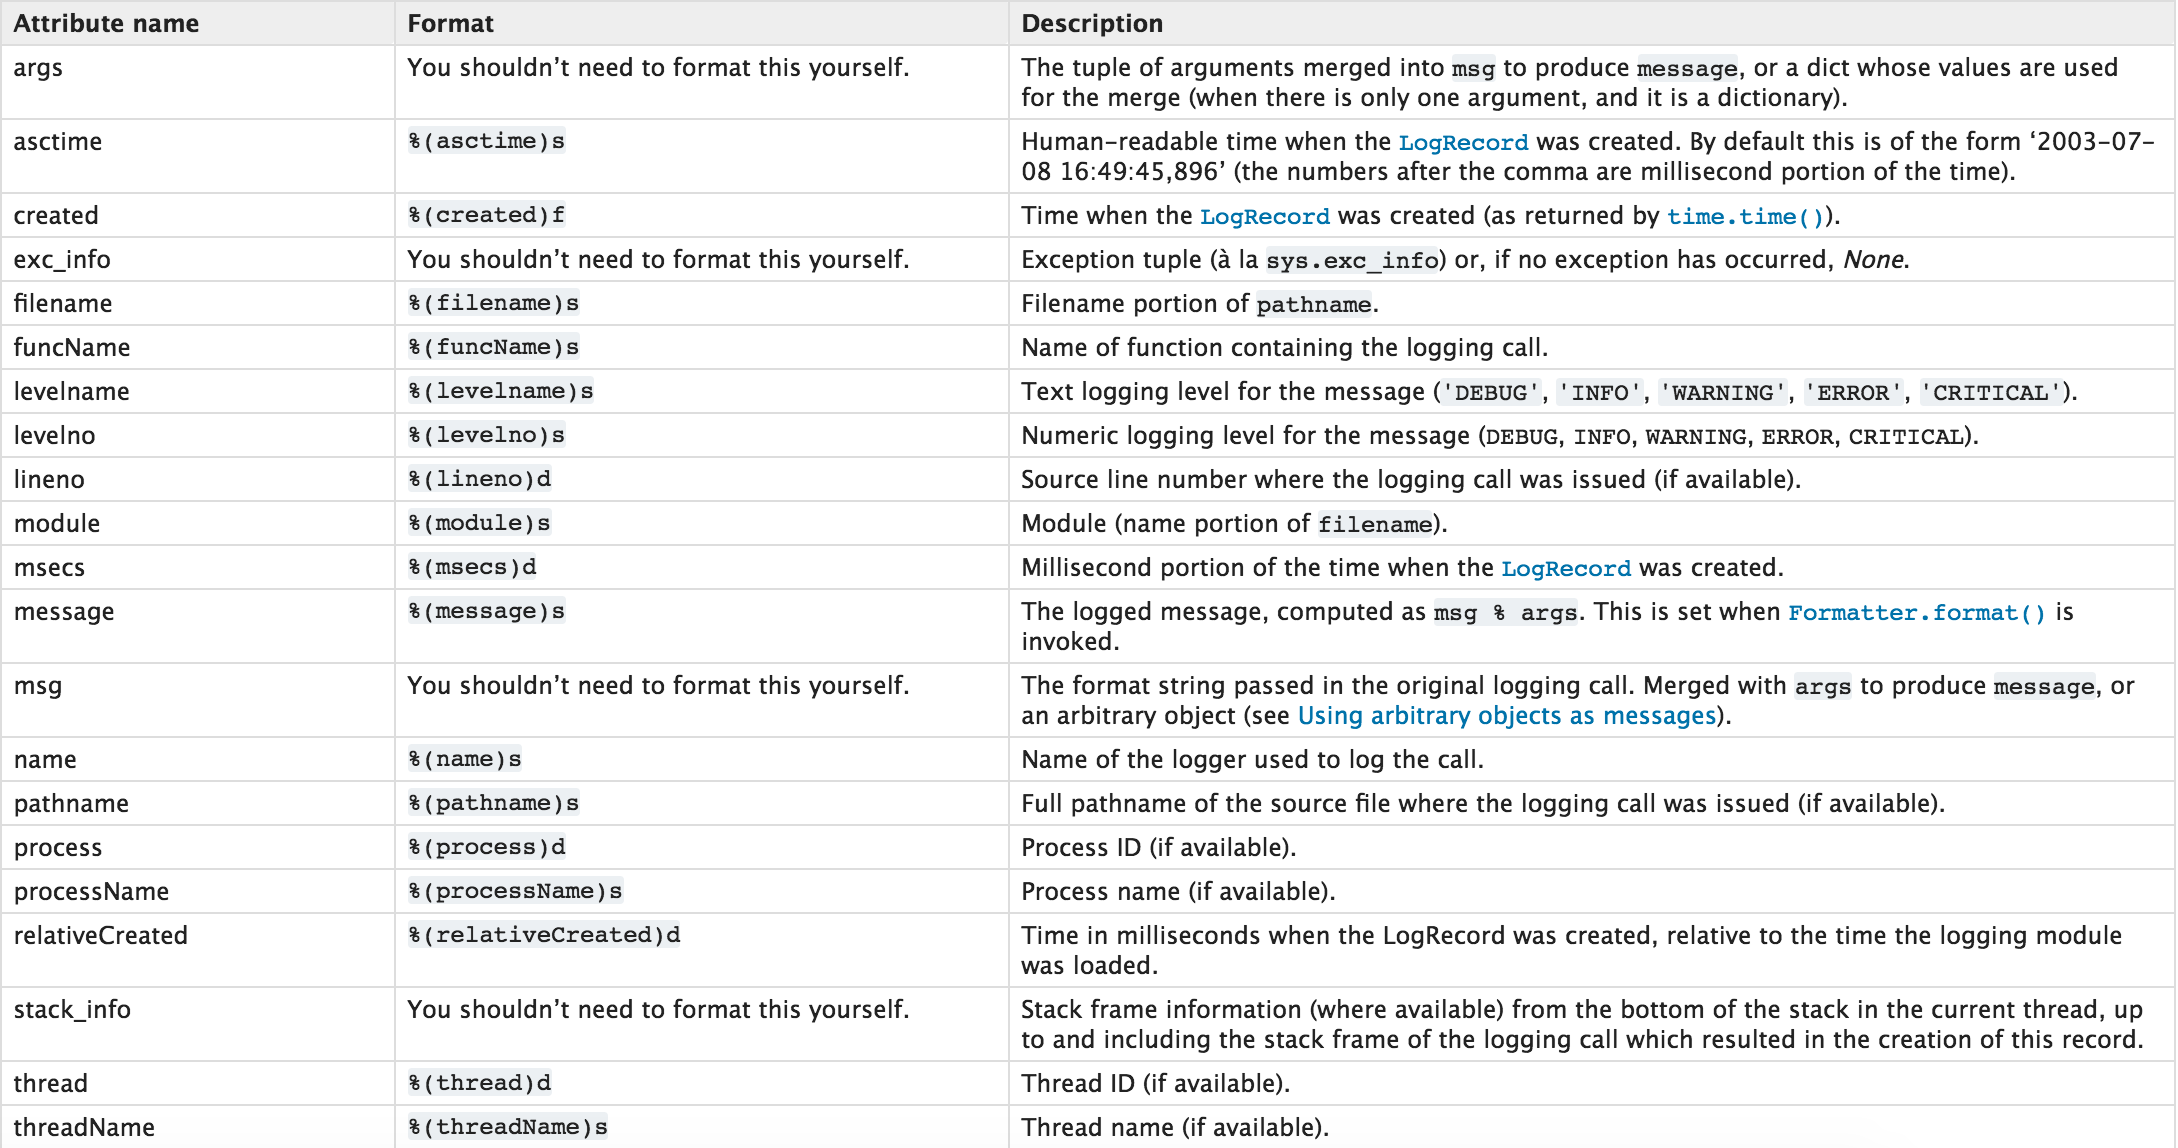 Attribute name Format Description
args You shouldn’t need to format this yourself. The tuple of arguments merged into msg to produce message, or a dict whose values are used
for the merge (when there is only one argument, and it is a dictionary).
asctime %(asctime)s Human-readable time when the LogRecord was created. By default this is of the form ‘2003-07-
08 16:49:45,896’ (the numbers after the comma are millisecond portion of the time).
created %(created)f Time when the LogRecord was created (as returned by time.time()).
exc_info You shouldn’t need to format this yourself. Exception tuple (à la sys.exc_info) or, if no exception has occurred, None.
filename %(filename)s Filename portion of pathname.
funcName %(funcName)s Name of function containing the logging call.
levelname %(levelname)s Text logging level for the message ('DEBUG', 'INFO', 'WARNING', 'ERROR', 'CRITICAL').
levelno %(levelno)s Numeric logging level for the message (DEBUG, INFO, WARNING, ERROR, CRITICAL).
lineno %(lineno)d Source line number where the logging call was issued (if available).
module %(module)s Module (name portion of filename).
msecs %(msecs)d Millisecond portion of the time when the LogRecord was created.
message %(message)s The logged message, computed as msg % args. This is set when Formatter.format() is
invoked.
msg You shouldn’t need to format this yourself. The format string passed in the original logging call. Merged with args to produce message, or
an arbitrary object (see Using arbitrary objects as messages).
name %(name)s Name of the logger used to log the call.
pathname %(pathname)s Full pathname of the source file where the logging call was issued (if available).
process %(process)d Process ID (if available).
processName %(processName)s Process name (if available).
relativeCreated %(relativeCreated)d Time in milliseconds when the LogRecord was created, relative to the time the logging module
was loaded.
stack_info You shouldn’t need to format this yourself. Stack frame information (where available) from the bottom of the stack in the current thread, up
to and including the stack frame of the logging call which resulted in the creation of this record.
thread %(thread)d Thread ID (if available).
threadName %(threadName)s Thread name (if available).